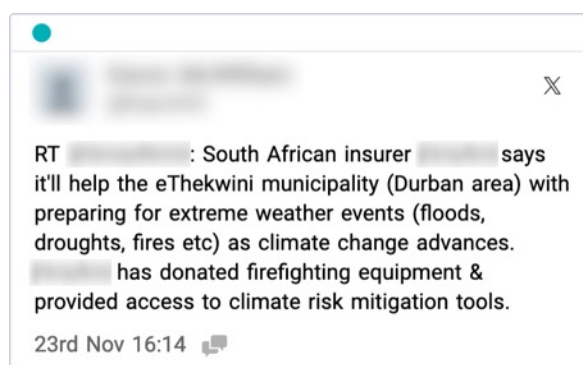 RT : South African insurer says
it'll help the eThekwini municipality (Durban area) with
preparing for extreme weather events (floods,
droughts, fires etc) as climate change advances.
has donated firefighting equipment &
provided access to climate risk mitigation tools.
23rd Nov 16:14